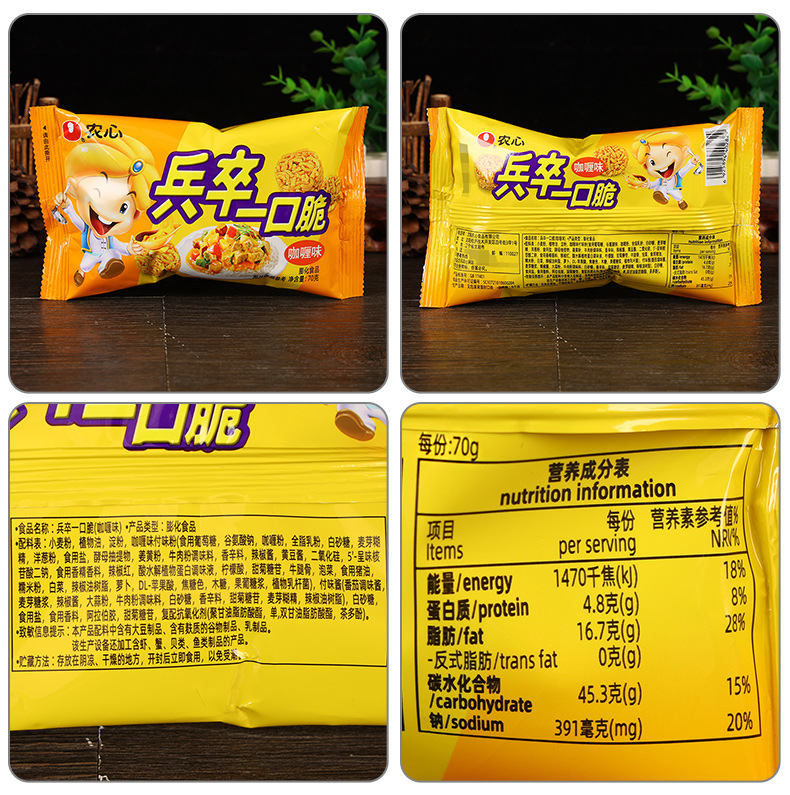 农心
兵卒一口脆
咖喱味
膨化食品
净含量:70克
农心
咖喱味
兵卒一口脆
营养成分表
nutrition information
一口脆
•食品名称：兵卒一口脆(咖喱味) •产品类型：膨化食品
•配料表：小麦粉，植物油，淀粉，咖喱味付味粉(食用葡萄糖，谷氨酸钠，咖喱粉，全脂乳粉，白砂糖，麦芽糊
精，洋葱粉，食用盐，酵母抽提物，姜黄粉，牛肉粉调味料，香辛料，辣椒酱，黄豆酱，二氧化硅，5'-呈味核
苷酸二钠，食用香精香料，辣椒红，酸水解植物蛋白调味液，柠檬酸，甜菊糖苷，牛腿骨，泡菜，食用猪油，
糯米粉，白菜，辣椒油树脂，萝卜，DL-苹果酸，焦糖色，木糖，果葡糖浆，植物乳杆菌)，付味酱(番茄调味酱，
麦芽糖浆，辣椒酱，大蒜粉，牛肉粉调味料，白砂糖，香辛料，甜菊糖苷，麦芽糊精，辣椒油树脂)，白砂糖，
食用盐，食用香料，阿拉伯胶，甜菊糖苷，复配抗氧化剂(聚甘油脂肪酸酯，单,双甘油脂肪酸酯，茶多酚)。
•致敏信息提示：本产品配料中含有大豆制品、含有麸质的谷物制品、乳制品。
该生产设备还加工含虾、蟹、贝类、鱼类制品的产品。
•贮藏方法：存放在阴凉、干燥的地方，开封后立即食用，以免受潮
每份:70g
营养成分表
nutrition information
项目 每份 营养素参考值%
Items per serving NRV%
能量/energy 1470千焦(kj) 18%
蛋白质/protein 4.8克(g) 8%
脂肪/fat 16.7克(g) 28%
-反式脂肪/trans fat 0克(g)
碳水化合物
/carbohydrate 45.3克(g) 15%
钠/sodium 391毫克(mg) 20%